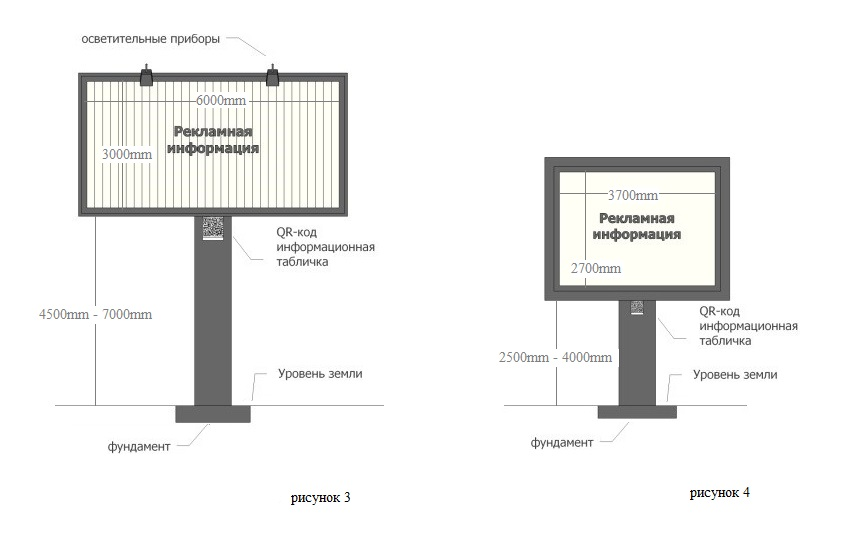 осветительные приборы
6000mm
Рекламная
информация
3000mm
QR-код
информационная
табличка
4500mm - 7000mm
Уровень земли
фундамент
рисунок 3
3700mm
Рекламная
информация
2700mm
QR-код
информационная
табличка
2500mm - 4000mm
Уровень земли
фундамент
рисунок 4